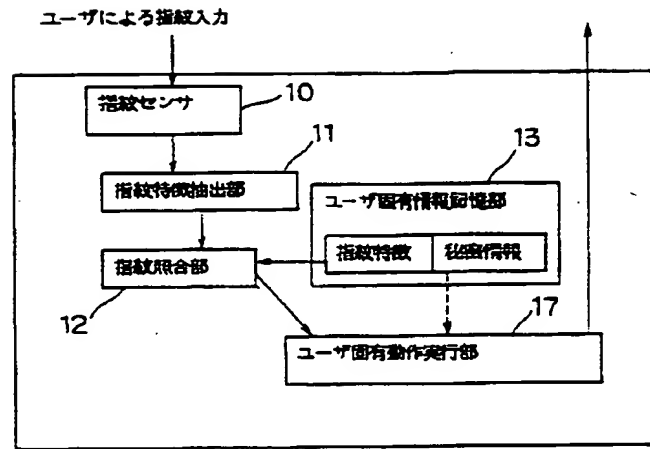 ユーザによる指紋入力
指紋センサ
10
11
指紋特徴抽出部
13
ユーザ固有情報記憶部
指紋特徴
秘密情報
指紋照合部
12
17
ユーザ固有動作実行部